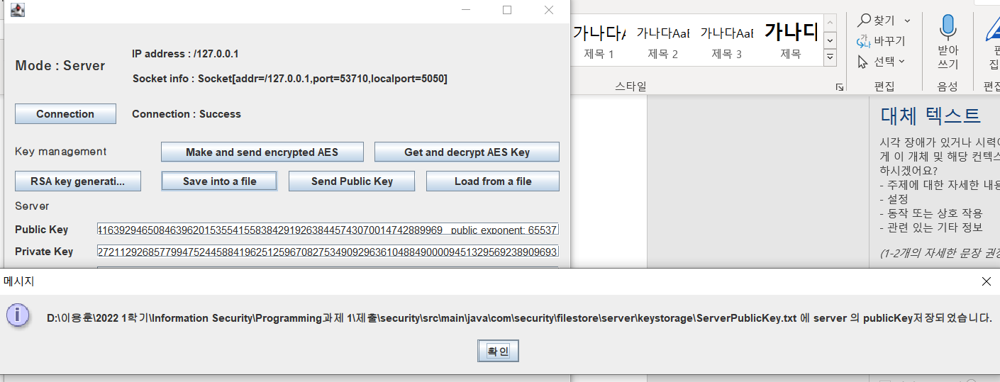 Mode : Server
IP address : /127.0.0.1
Socket info : Socket[addr=/127.0.0.1,port=53710,localport=5050]
Connection
Connection : Success
Key management
Make and send encrypted AES
Get and decrypt AES Key
RSA key generati...
Save into a file
Send Public Key
Load from a file
Server
Public Key
4163929465084639620153554155838429192638445743070014742889969 public exponent: 65537
Private Key
27211292685779947524458841962512596708275349092963610488490000945132956923890969​3
가나다
가나다AaB
가나다AaB
가나다
제목 1
제목 2
제목 3
제목
스타일
찾기
바꾸기
선택
편집
받아
쓰기
음성
편
집
편집
대체 텍스트
시각 장애가 있거나 시력이
게 이 개체 및 해당 컨텍스
하시겠어요?
- 주제에 대한 자세한 내용
- 설정
- 동작 또는 상호 작용
- 관련 있는 기타 정보
(1-2개의 자세한 문장 권장
메시지
D:\이용훈\2022 1학기\Information Security\Programming과제 1\제출\security\src\main\java\com\security\filestore\server\keystorage\ServerPublicKey.txt 에 server 의 publicKey저장되었습니다.
확인